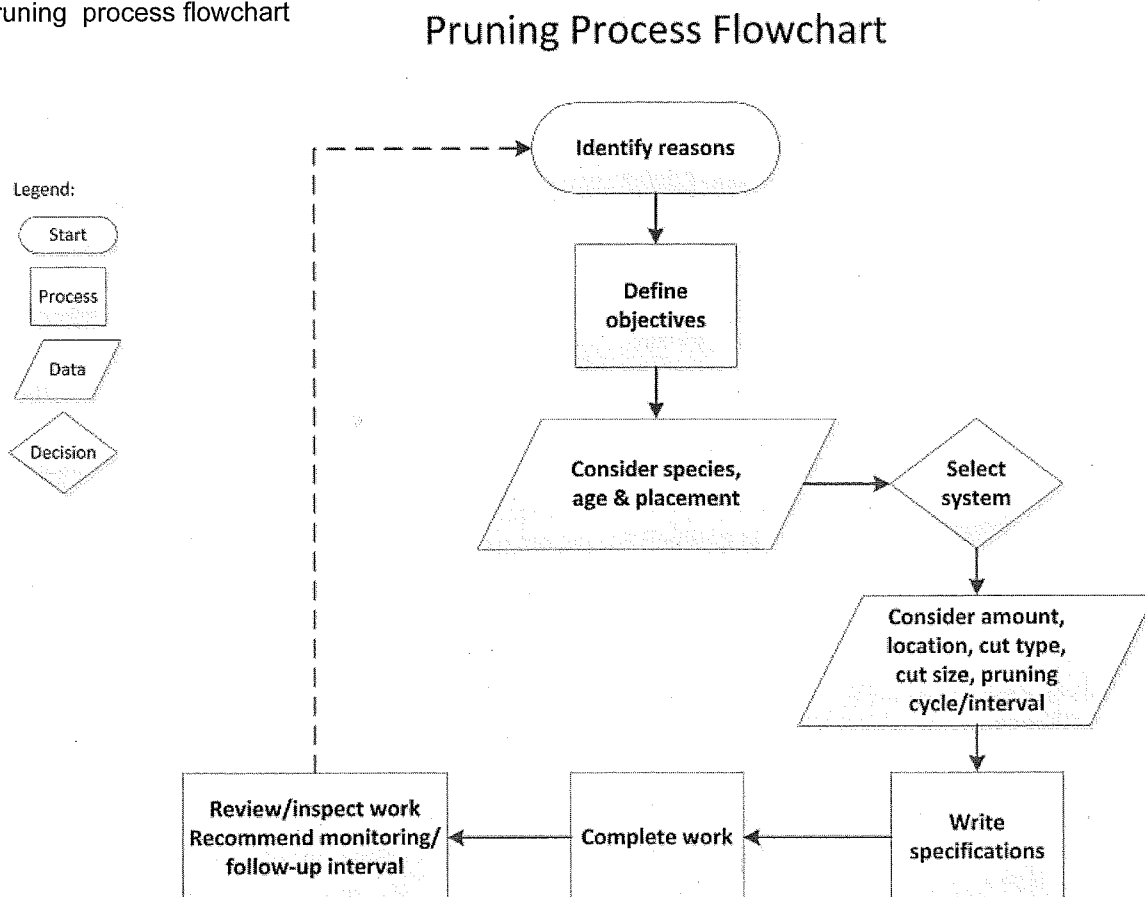 runing process flowchart
Pruning Process Flowchart
Legend:
Start
Process
Data
Decision
Identify reasons
Define
objectives
Consider species,
age & placement
Select
system
Consider amount,
location, cut type,
cut size, pruning
cycle/interval
Write
specifications
Complete work
Review/inspect work
Recommend monitoring/
follow-up interval